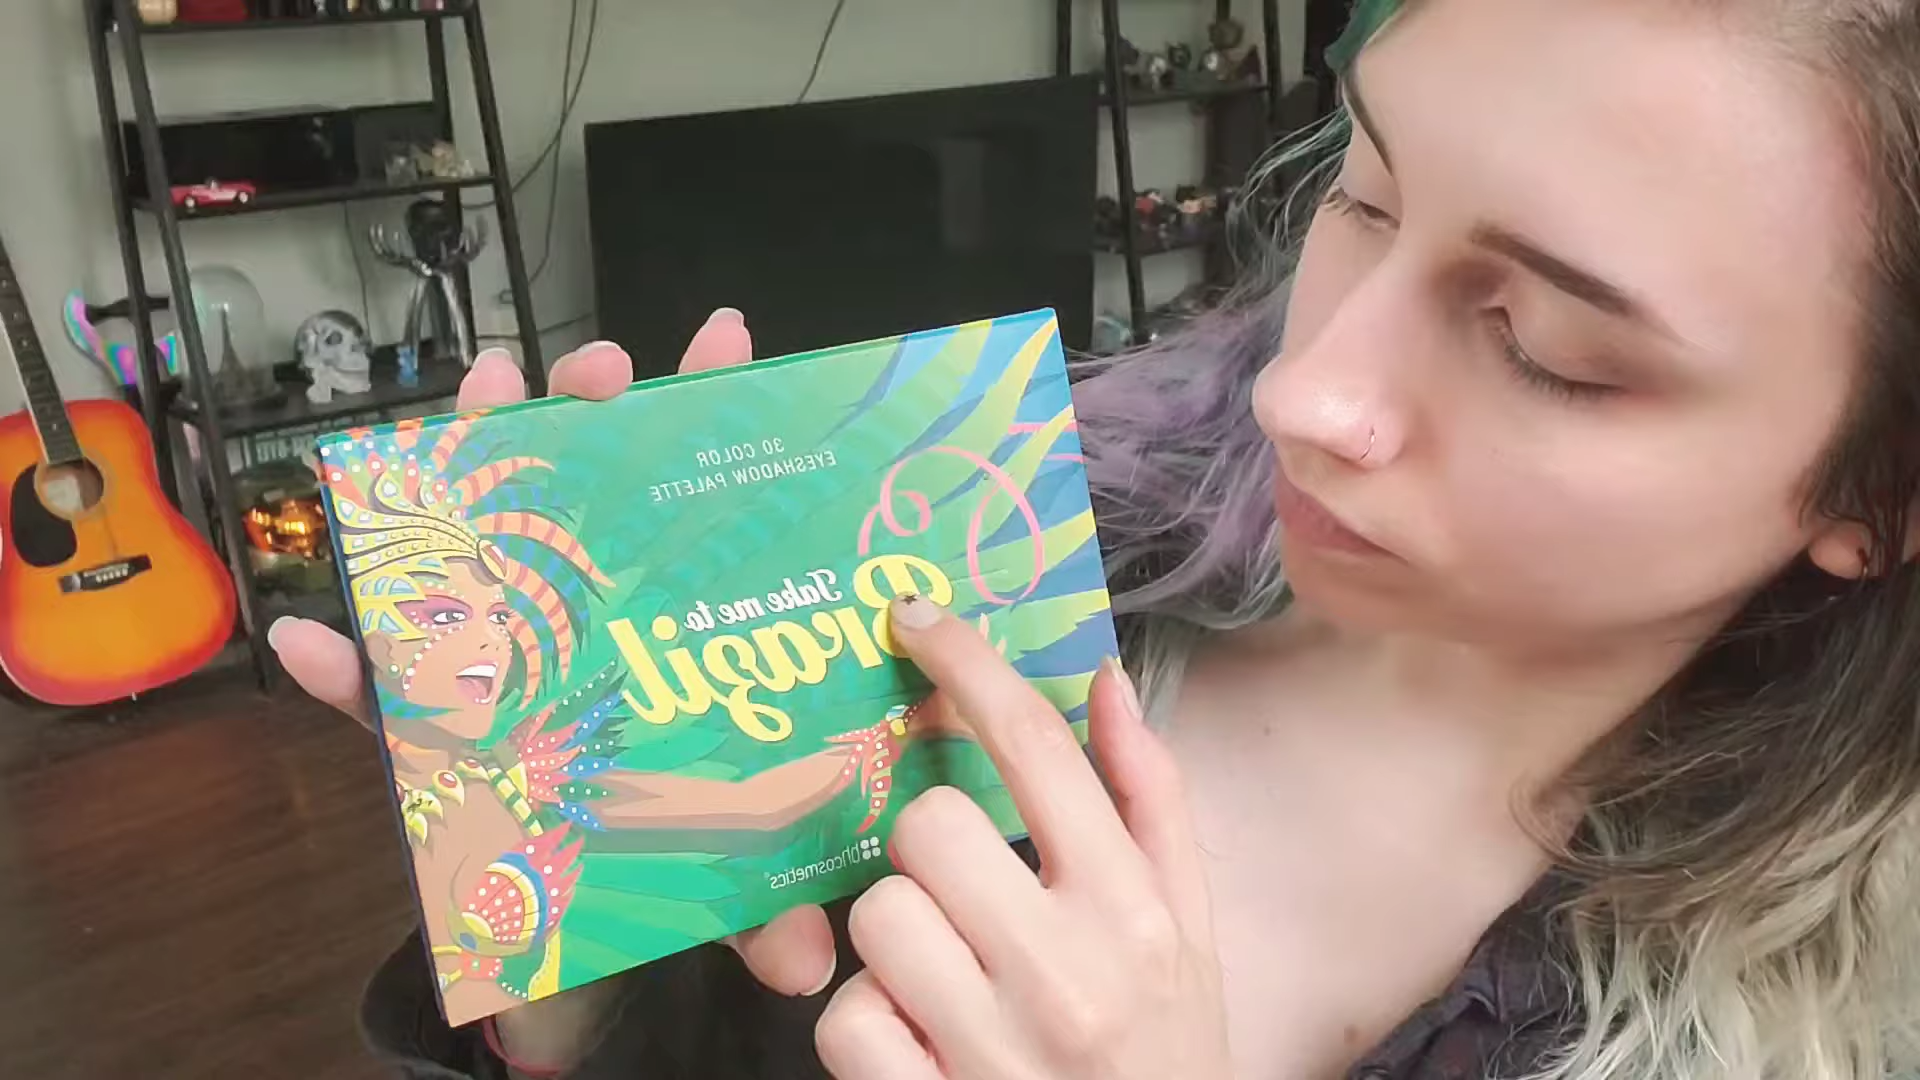 30 COLOR
EYESHADOW PALETTE
Take me to
Brazil
bhcosmetics®